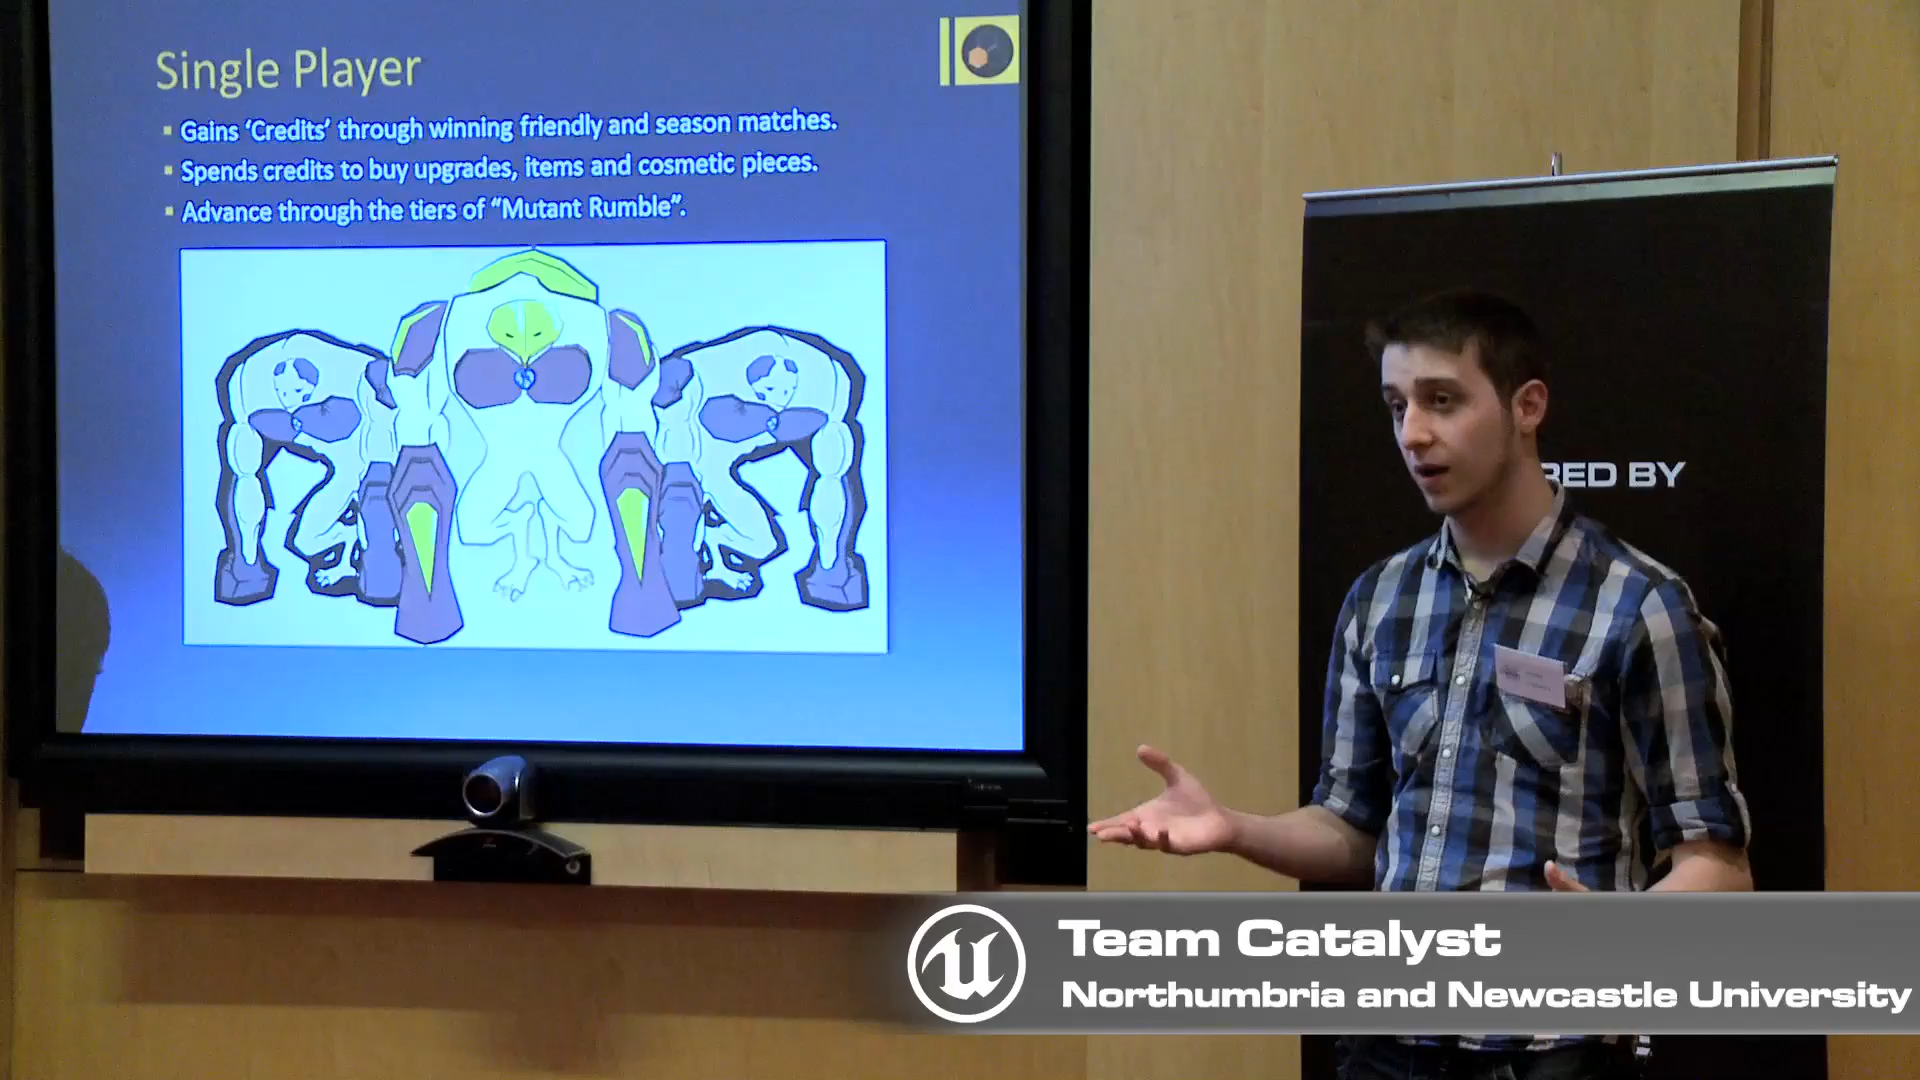 Single Player
Gains ‘Credits’ through winning friendly and season matches.
Spends credits to buy upgrades, items and cosmetic pieces.
Advance through the tiers of “Mutant Rumble”.
RED BY
Team Catalyst
Northumbria and Newcastle University